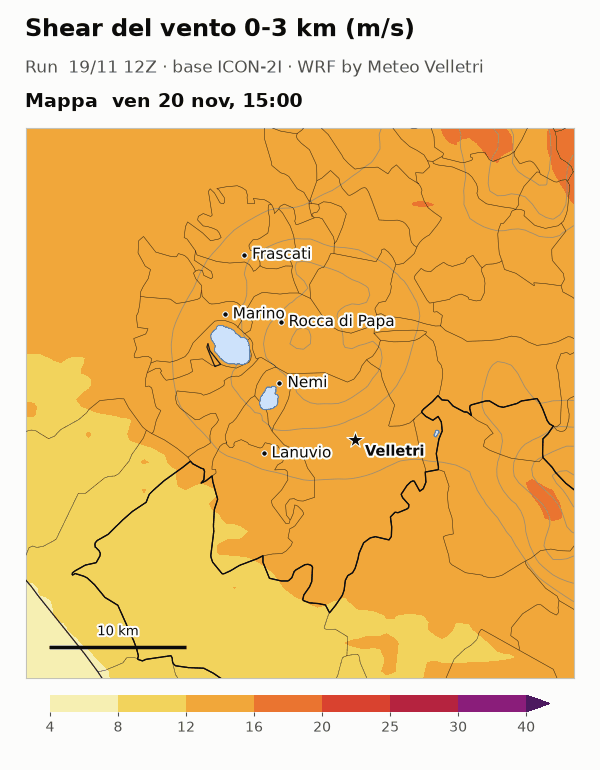 Shear del vento 0-3 km (m/s)
Run  19/11 12Z · base ICON-2I · WRF by Meteo Velletri
Mappa  ven 20 nov, 15:00
Frascati
Marino
Rocca di Papa
Nemi
Velletri
Lanuvio
10 km
4 8 12 16 20 25 30 40